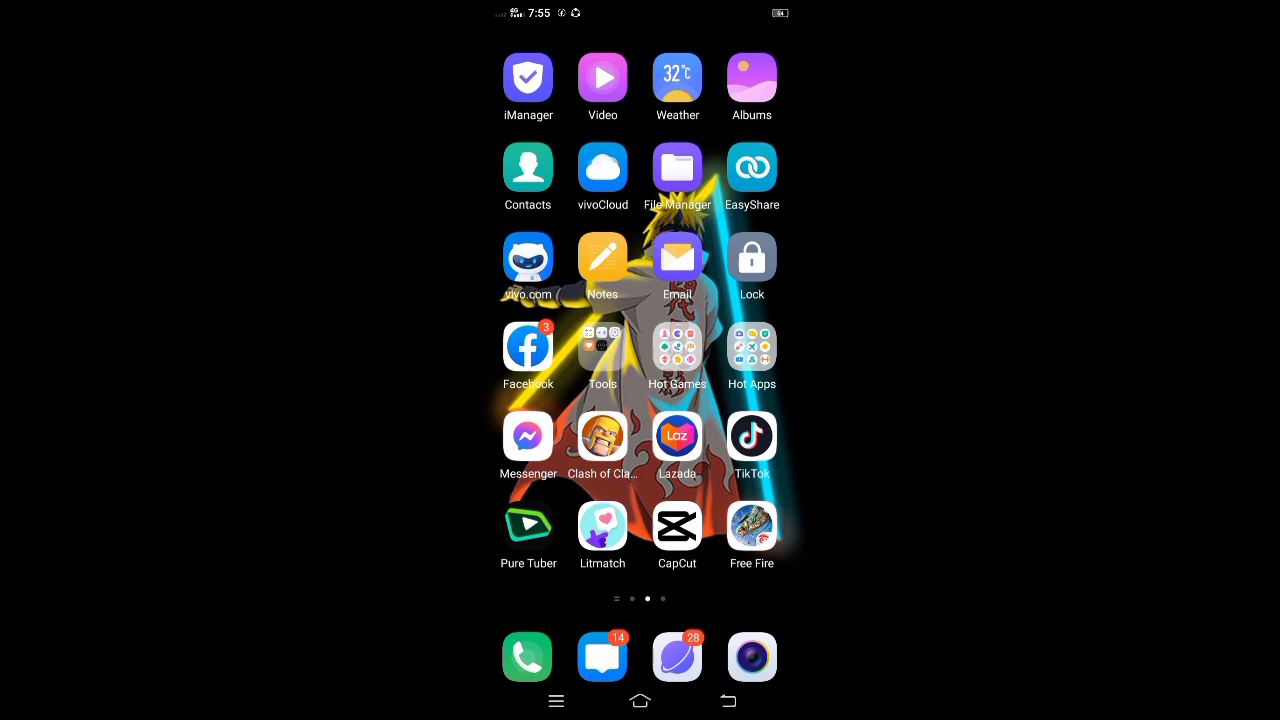 4G 7:55 54
32°C
iManager Video Weather Albums
Contacts vivoCloud File Manager EasyShare
vivo.com Notes Email Lock
3
Facebook Tools Hot Games Hot Apps
Laz
Messenger Clash of Cla... Lazada TikTok
Pure Tuber Litmatch CapCut Free Fire
14 28